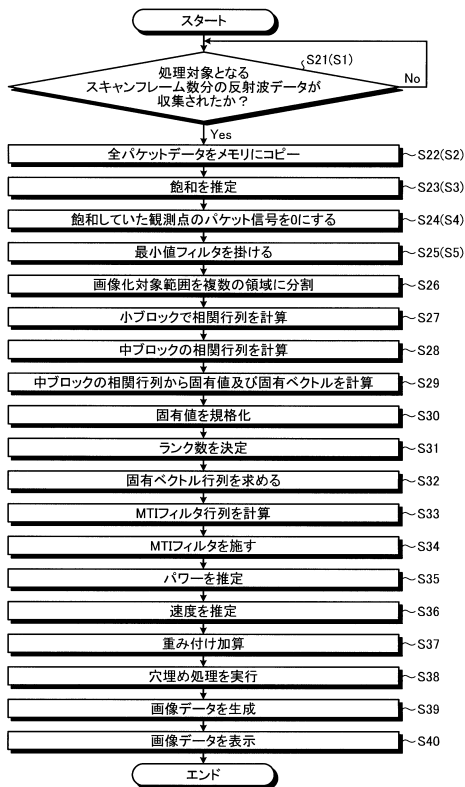 スタート
S21(S1)
処理対象となる
スキャンフレーム数分の反射波データが
収集されたか？
No
Yes
全パケットデータをメモリにコピー
S22(S2)
飽和を推定
S23(S3)
飽和していた観測点のパケット信号を0にする
S24(S4)
最小値フィルタを掛ける
S25(S5)
画像化対象範囲を複数の領域に分割
S26
小ブロックで相関行列を計算
S27
中ブロックの相関行列を計算
S28
中ブロックの相関行列から固有値及び固有ベクトルを計算
S29
固有値を規格化
S30
ランク数を決定
S31
固有ベクトル行列を求める
S32
MTIフィルタ行列を計算
S33
MTIフィルタを施す
S34
パワーを推定
S35
速度を推定
S36
重み付け加算
S37
穴埋め処理を実行
S38
画像データを生成
S39
画像データを表示
S40
エンド